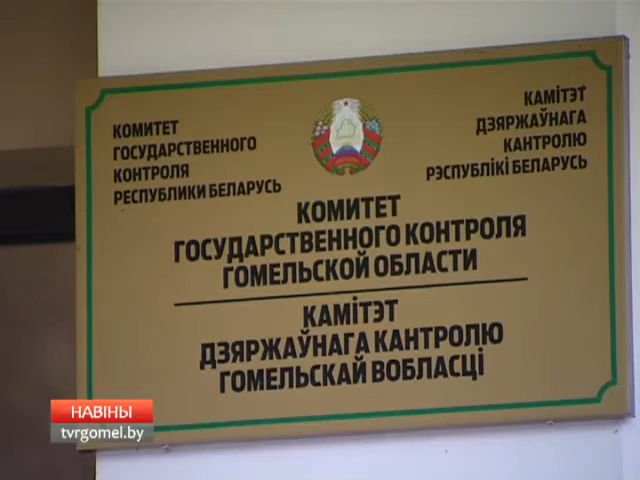 КОМИТЕТ
ГОСУДАРСТВЕННОГО
КОНТРОЛЯ
РЕСПУБЛИКИ БЕЛАРУСЬ
КАМІТЭТ
ДЗЯРЖАЎНАГА
КАНТРОЛЮ
РЭСПУБЛІКІ БЕЛАРУСЬ
КОМИТЕТ
ГОСУДАРСТВЕННОГО КОНТРОЛЯ
ГОМЕЛЬСКОЙ ОБЛАСТИ
КАМІТЭТ
ДЗЯРЖАЎНАГА КАНТРОЛЮ
ГОМЕЛЬСКАЙ ВОБЛАСЦІ
НАВІНЫ
tvrgomel.by